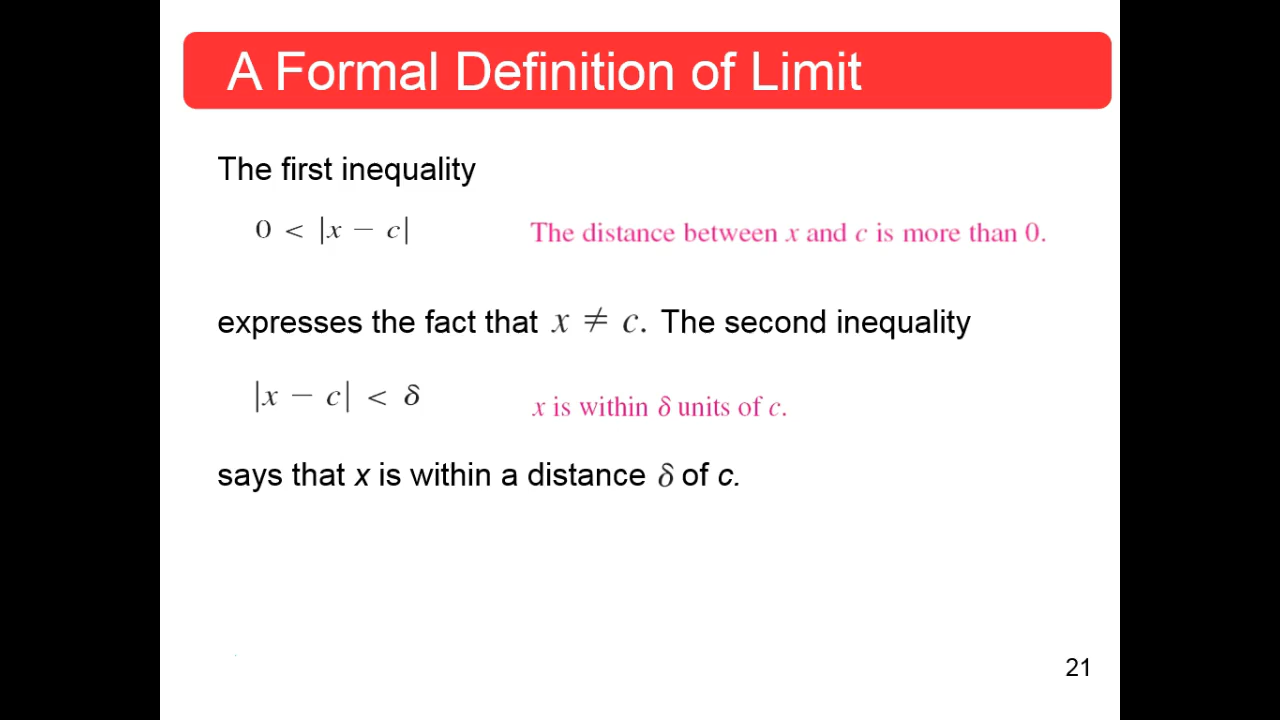 A Formal Definition of Limit
The first inequality
0 < |x − c| The distance between x and c is more than 0.
expresses the fact that x ≠ c. The second inequality
|x − c| < δ x is within δ units of c.
says that x is within a distance δ of c.
21